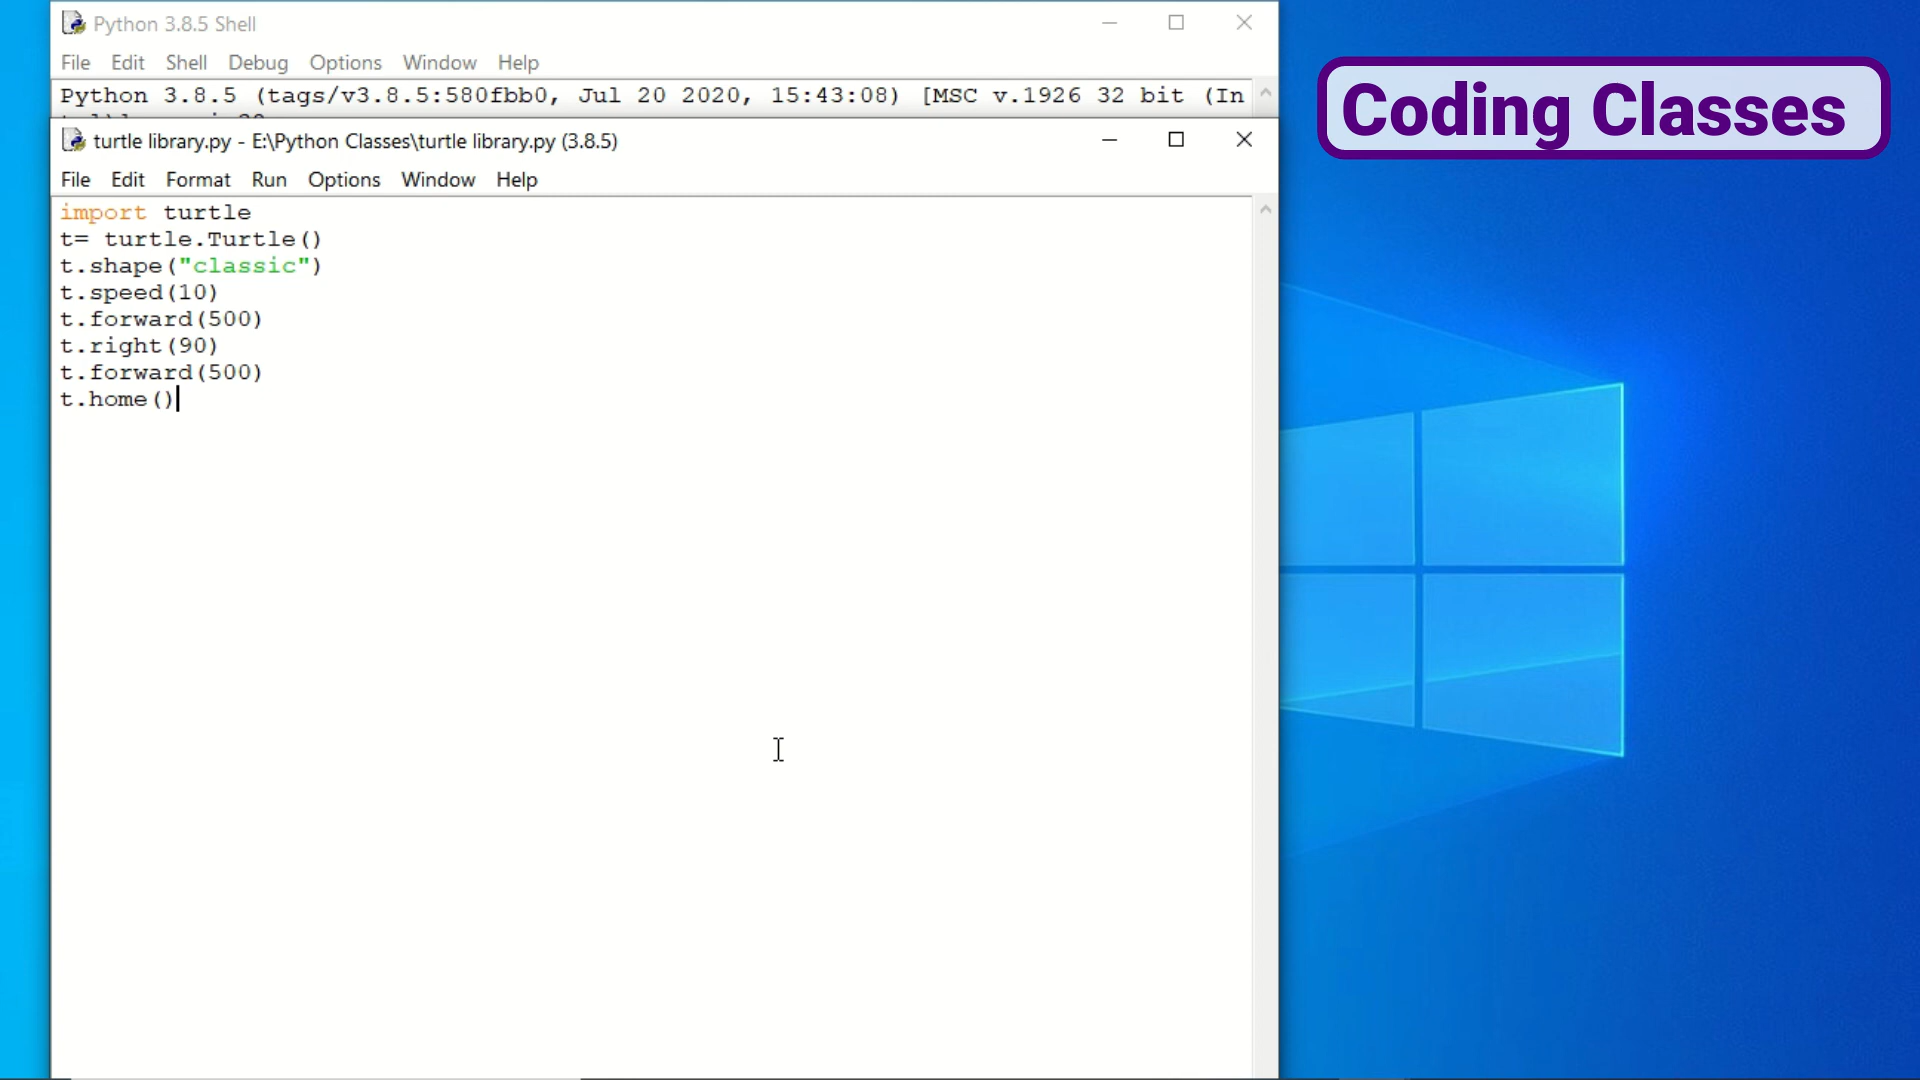 Python 3.8.5 Shell
File Edit Shell Debug Options Window Help
Python 3.8.5 (tags/v3.8.5:580fbb0, Jul 20 2020, 15:43:08) [MSC v.1926 32 bit (In
Coding Classes
turtle library.py - E:\Python Classes\turtle library.py (3.8.5)
File Edit Format Run Options Window Help
import turtle
t= turtle.Turtle()
t.shape("classic")
t.speed(10)
t.forward(500)
t.right(90)
t.forward(500)
t.home()